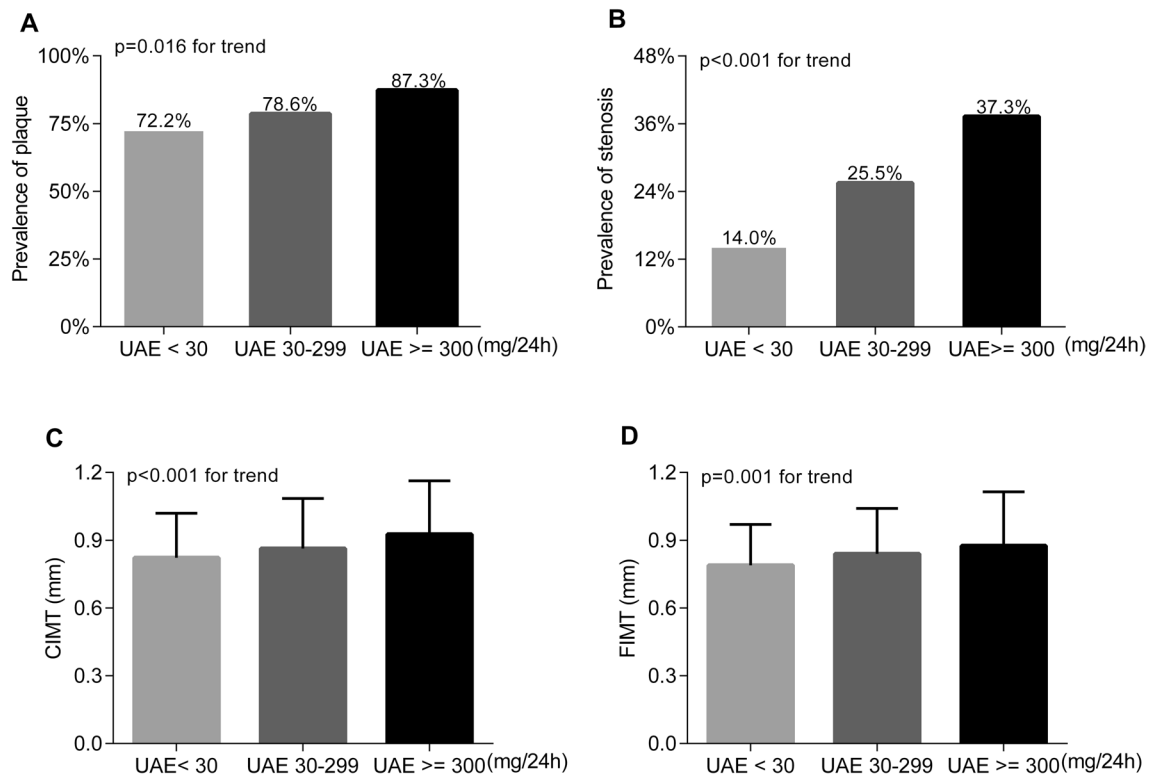 A
p=0.016 for trend
Prevalence of plaque
100%
75%
50%
25%
0%
72.2%
78.6%
87.3%
UAE < 30
UAE 30-299
UAE >= 300
(mg/24h)
B
p<0.001 for trend
Prevalence of stenosis
48%
36%
24%
12%
0%
14.0%
25.5%
37.3%
UAE < 30
UAE 30-299
UAE>= 300
(mg/24h)
C
p<0.001 for trend
CIMT (mm)
1.2
0.9
0.6
0.3
0.0
UAE< 30
UAE 30-299
UAE >= 300
(mg/24h)
D
p=0.001 for trend
FIMT (mm)
1.2
0.9
0.6
0.3
0.0
UAE < 30
UAE 30-299
UAE >= 300
(mg/24h)